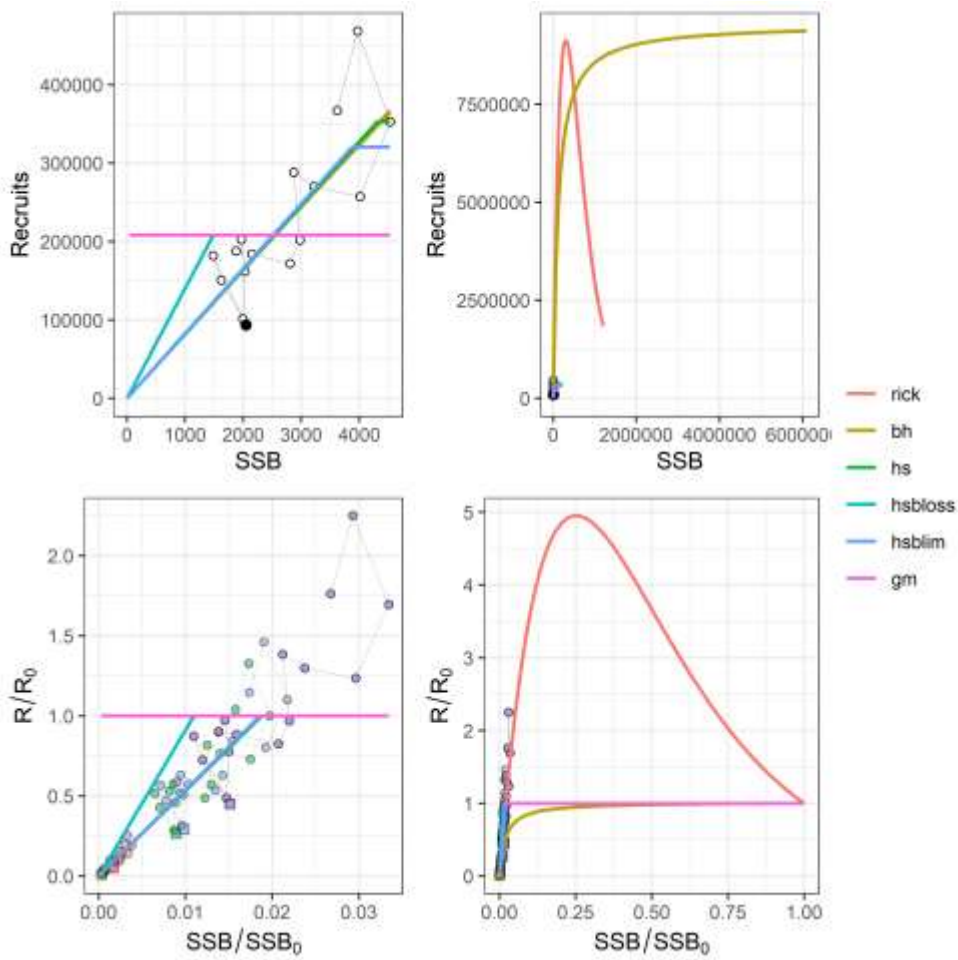 400000
300000
200000
100000
0
Recruits
0 1000 2000 3000 4000
SSB
7500000
5000000
2500000
0
Recruits
0 2000000 4000000 6000000
SSB
rick
bh
hs
hsbloss
hsblim
gm
2.0
1.5
1.0
0.5
0.0
R/R₀
0.00 0.01 0.02 0.03
SSB/SSB₀
5
4
3
2
1
0
R/R₀
0.00 0.25 0.50 0.75 1.00
SSB/SSB₀